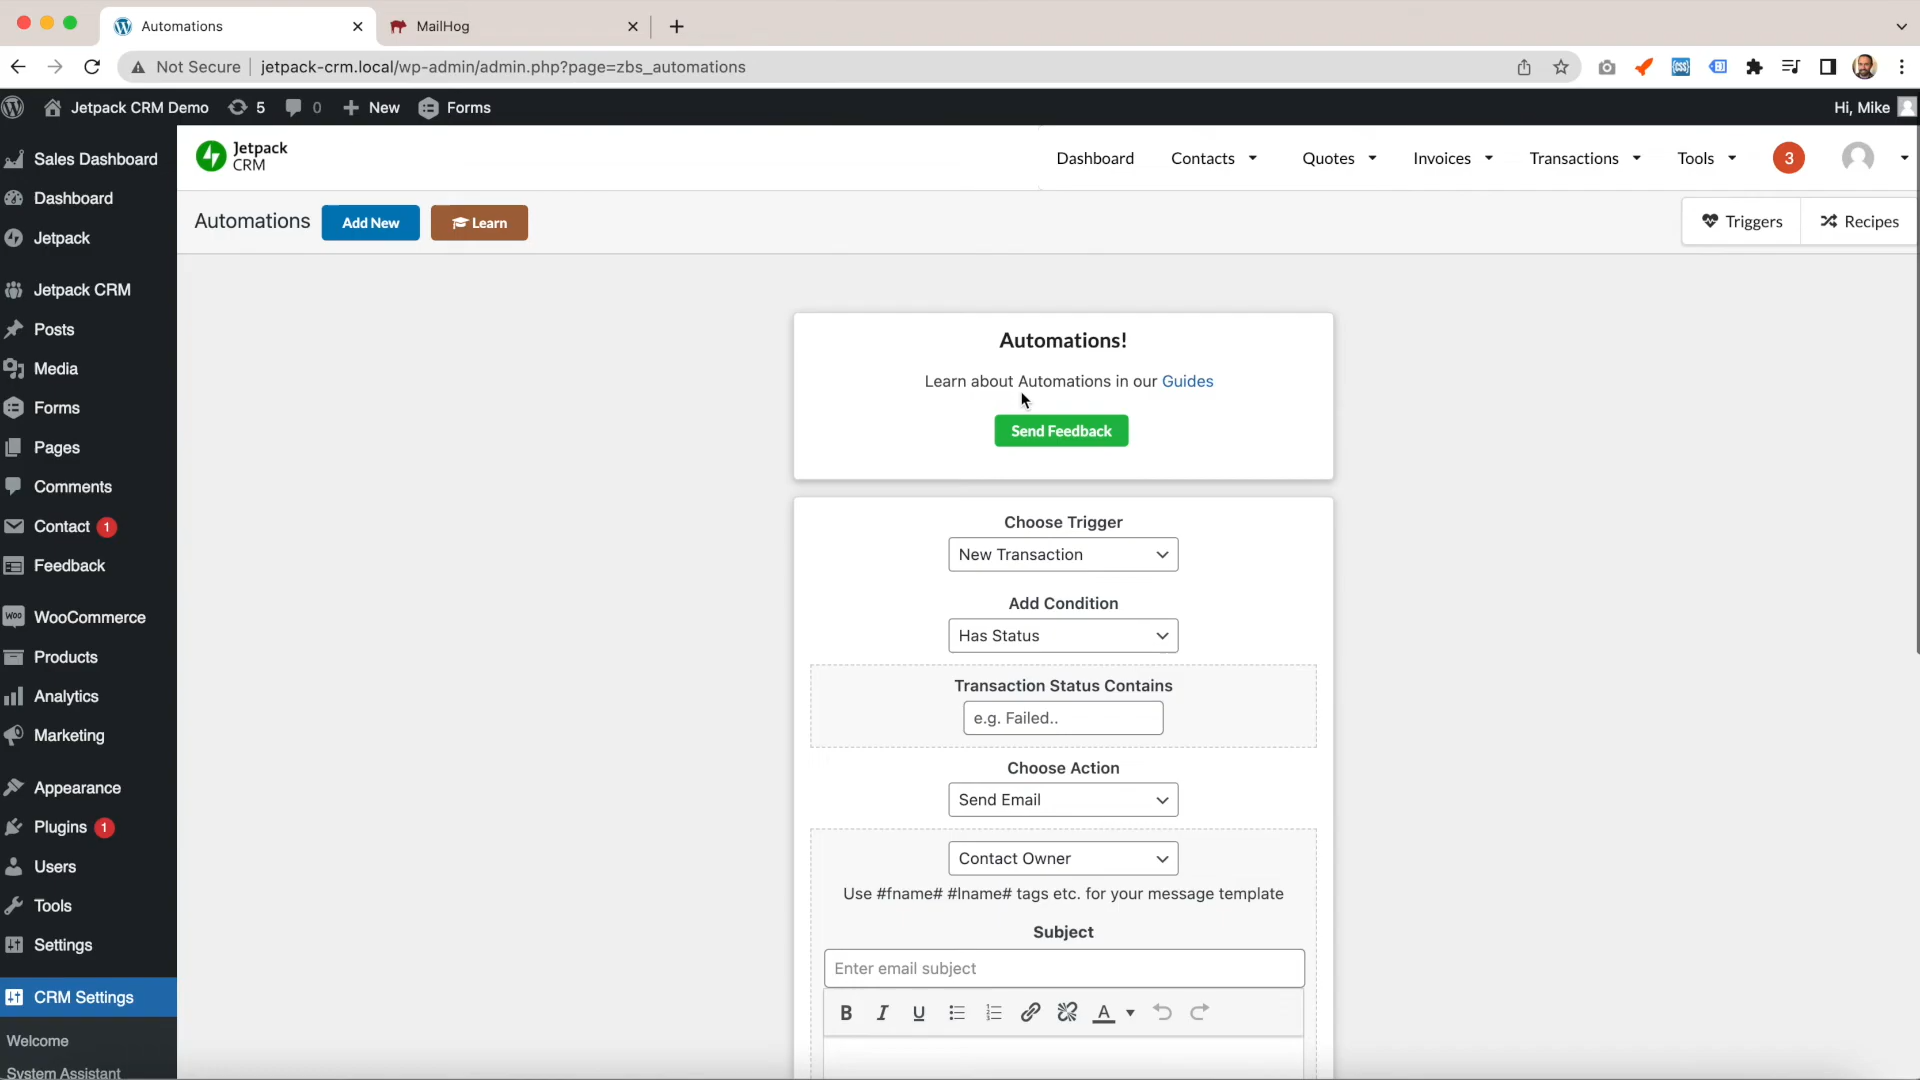 Automations
MailHog
Not Secure
jetpack-crm.local/wp-admin/admin.php?page=zbs_automations
Jetpack CRM Demo
5
0
New
Forms
Hi, Mike
Sales Dashboard
Dashboard
Jetpack
Jetpack CRM
Posts
Media
Forms
Pages
Comments
Contact 1
Feedback
WooCommerce
Products
Analytics
Marketing
Appearance
Plugins 1
Users
Tools
Settings
CRM Settings
Welcome
System Assistant
Jetpack
CRM
Dashboard
Contacts
Quotes
Invoices
Transactions
Tools
3
Automations
Add New
Learn
Triggers
Recipes
Automations!
Learn about Automations in our Guides
Send Feedback
Choose Trigger
New Transaction
Add Condition
Has Status
Transaction Status Contains
e.g. Failed..
Choose Action
Send Email
Contact Owner
Use #fname# #lname# tags etc. for your message template
Subject
Enter email subject
B I U A